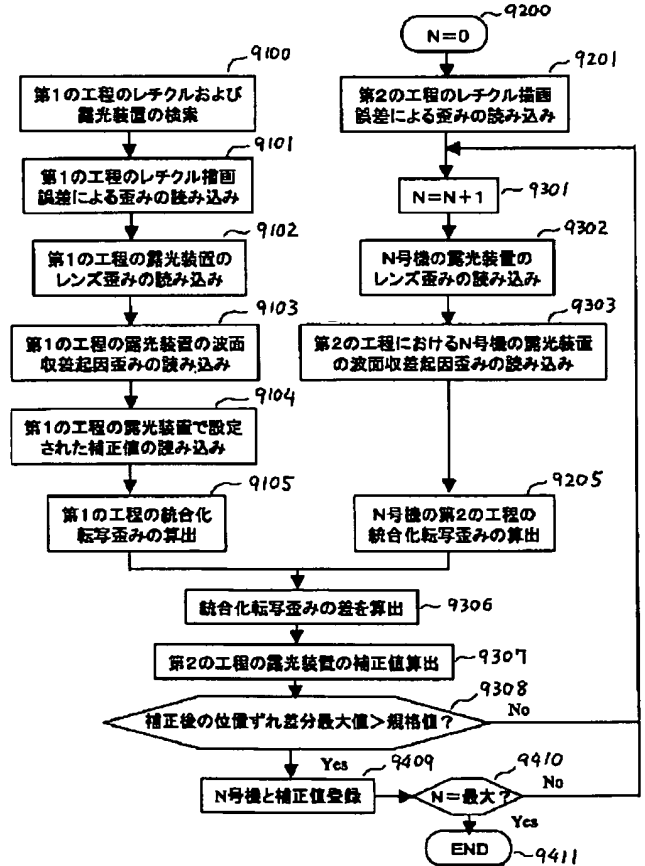 9100
第1の工程のレチクルおよび
露光装置の検索
9101
第1の工程のレチクル描画
誤差による歪みの読み込み
9102
第1の工程の露光装置の
レンズ歪みの読み込み
9103
第1の工程の露光装置の波面
収差起因歪みの読み込み
9104
第1の工程の露光装置で設定
された補正値の読み込み
9105
第1の工程の統合化
転写歪みの算出
9200
N=0
9201
第2の工程のレチクル描画
誤差による歪みの読み込み
N=N+1
9301
9302
N号機の露光装置の
レンズ歪みの読み込み
9303
第2の工程におけるN号機の露光装置
の波面収差起因歪みの読み込み
9205
N号機の第2の工程の
統合化転写歪みの算出
統合化転写歪みの差を算出
9306
第2の工程の露光装置の補正値算出
9307
9308
補正後の位置ずれ差分最大値>規格値?
No
Yes
9409
N号機と補正値登録
9410
N=最大?
No
Yes
END
9411